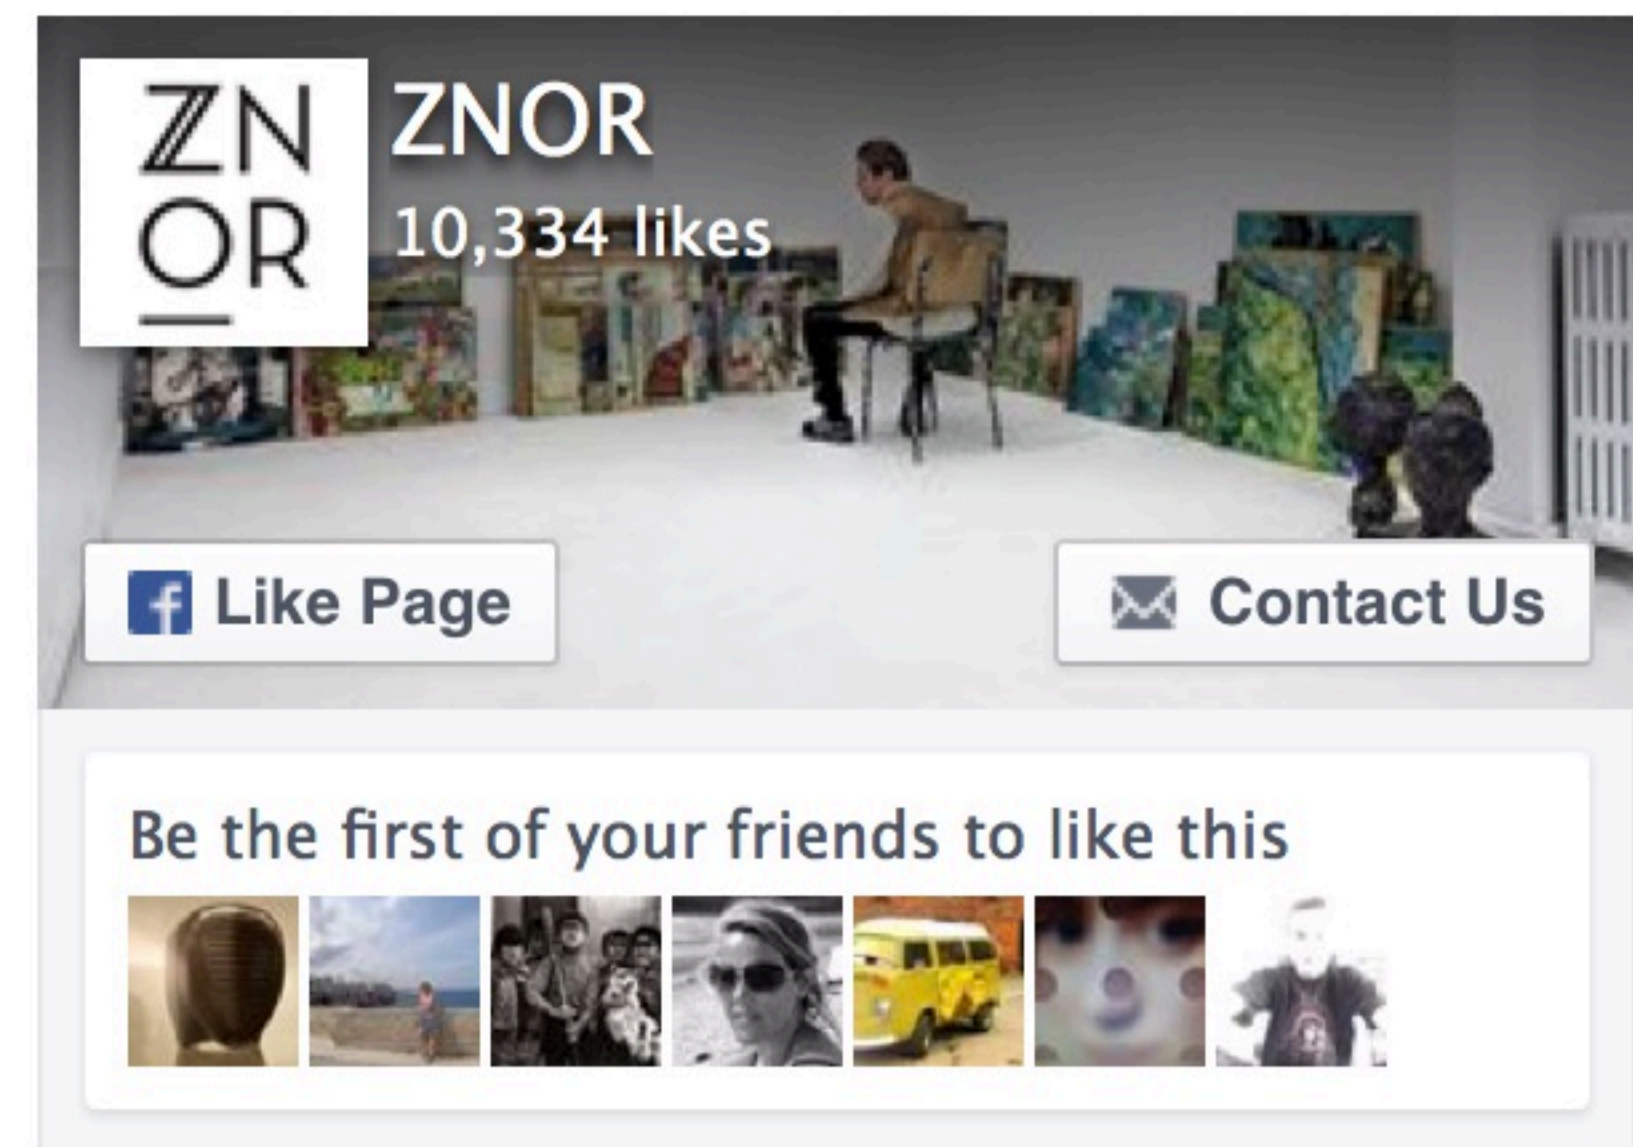 ZN
OR
ZNOR
10,334 likes
Like Page
Contact Us
Be the first of your friends to like this